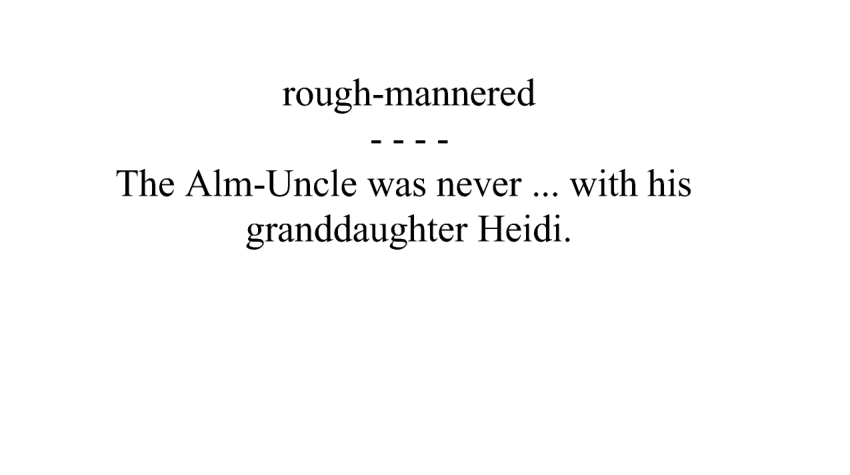 rough-mannered
- - - -
The Alm-Uncle was never ... with his
granddaughter Heidi.